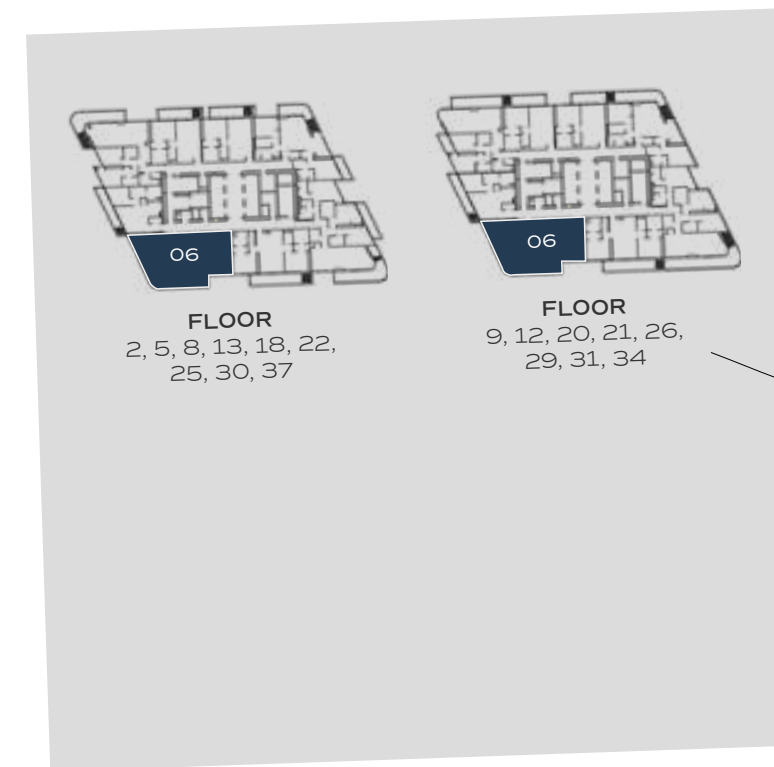 06
FLOOR
2, 5, 8, 13, 18, 22,
25, 30, 37
06
FLOOR
9, 12, 20, 21, 26,
29, 31, 34